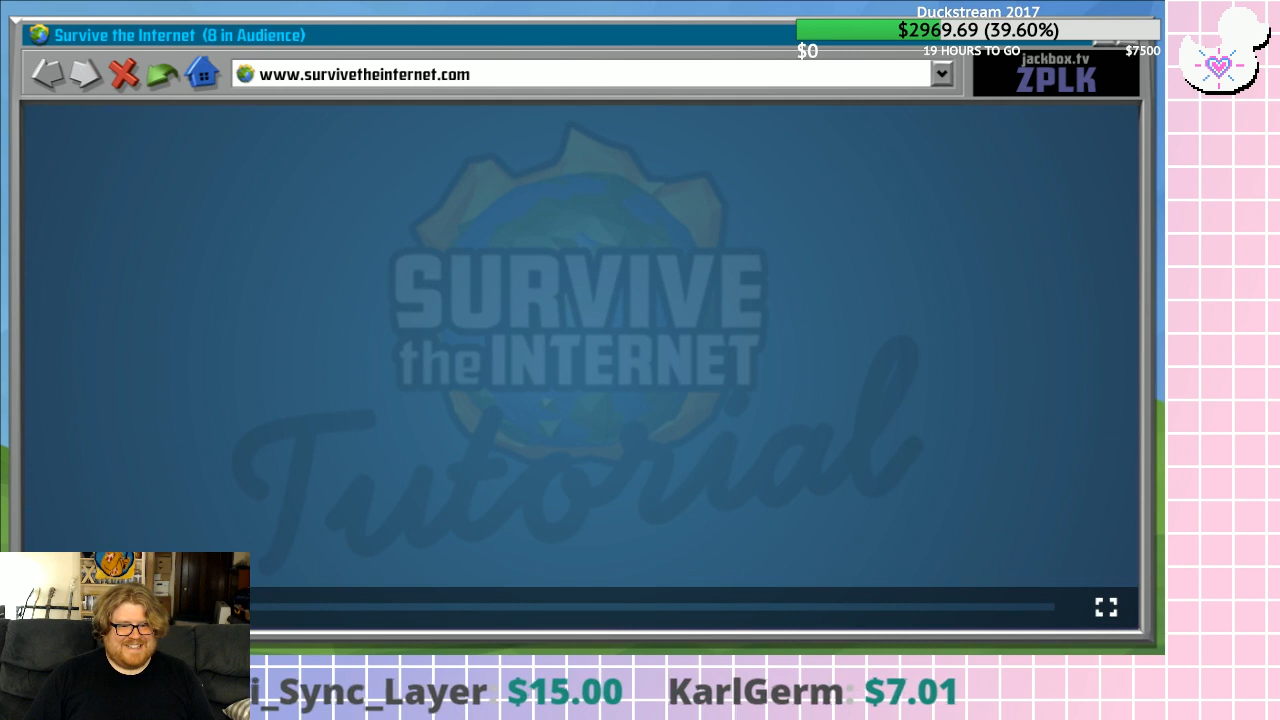 Duckstream 2017
Survive the Internet (8 in Audience)
$2969.69 (39.60%)
$0
19 HOURS TO GO
$7500
www.survivetheinternet.com
jackbox.tv
ZPLK
SURVIVE
the INTERNET
Tutorial
i_Sync_Layer $15.00 KarlGerm: $7.01